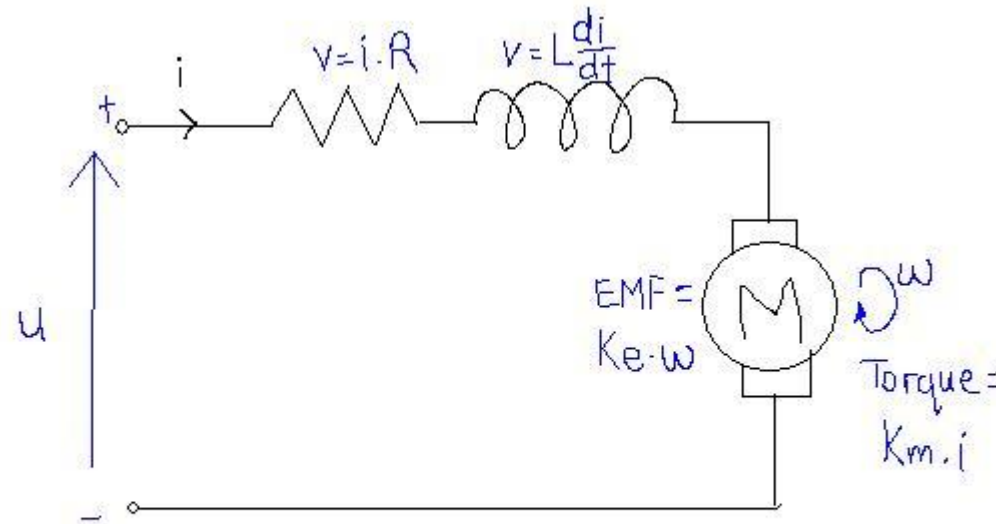 i
v=i.R
v=L di/dt
+
u
EMF=
Ke.w
M
w
Torque=
Km.i
-